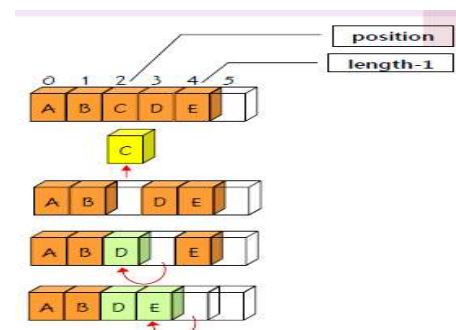 position
length-1
0 1 2 3 4 5
A B C D E
C
A B D E
A B D E
A B D E